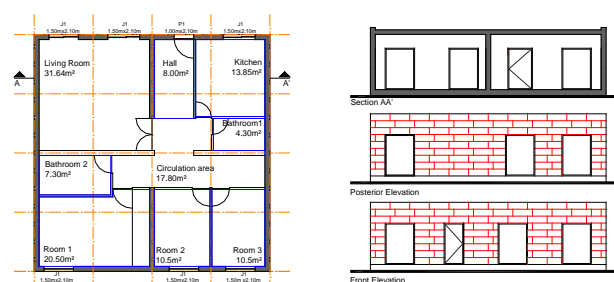 J1
1.50mx2.10m
J1
1.50mx2.10m
P1
1.00mx2.10m
J1
1.50mx2.10m
Living Room
31.64m²
Hall
8.00m²
Kitchen
13.85m²
A
A'
Bathroom1
4.30m²
Bathroom 2
7.30m²
Circulation area
17.80m²
Room 1
20.50m²
Room 2
10.5m²
Room 3
10.5m²
J1
1.50mx2.10m
J1
1.50mx2.10m
J1
1.50mx2.10m
Section AA'
Posterior Elevation
Front Elevation